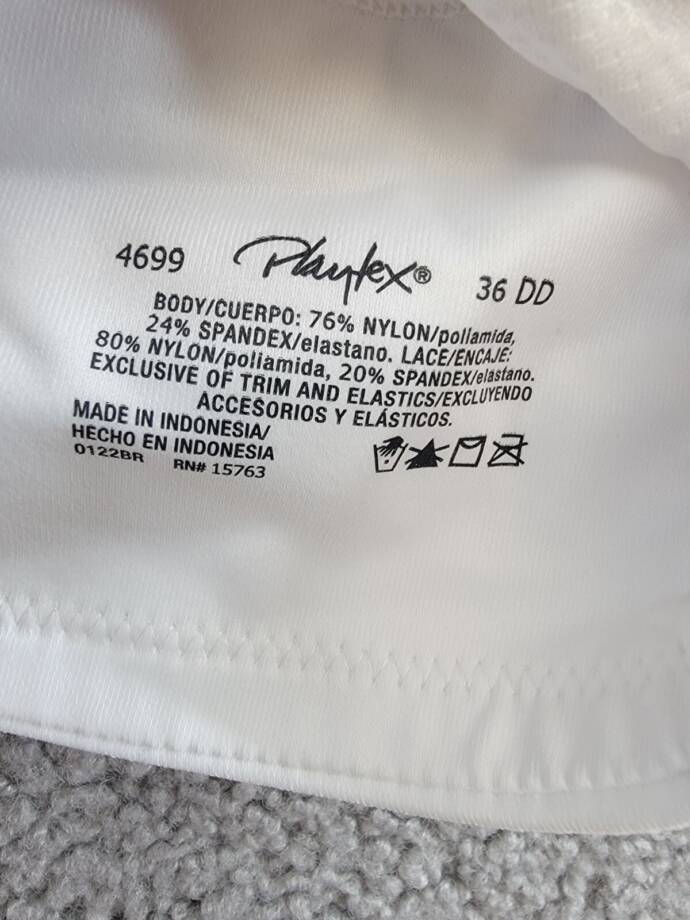 4699 Playtex® 36 DD
BODY/CUERPO: 76% NYLON/poliamida,
24% SPANDEX/elastano. LACE/ENCAJE:
80% NYLON/poliamida, 20% SPANDEX/elastano.
EXCLUSIVE OF TRIM AND ELASTICS/EXCLUYENDO
ACCESORIOS Y ELÁSTICOS.
MADE IN INDONESIA/
HECHO EN INDONESIA
0122BR RN# 15763